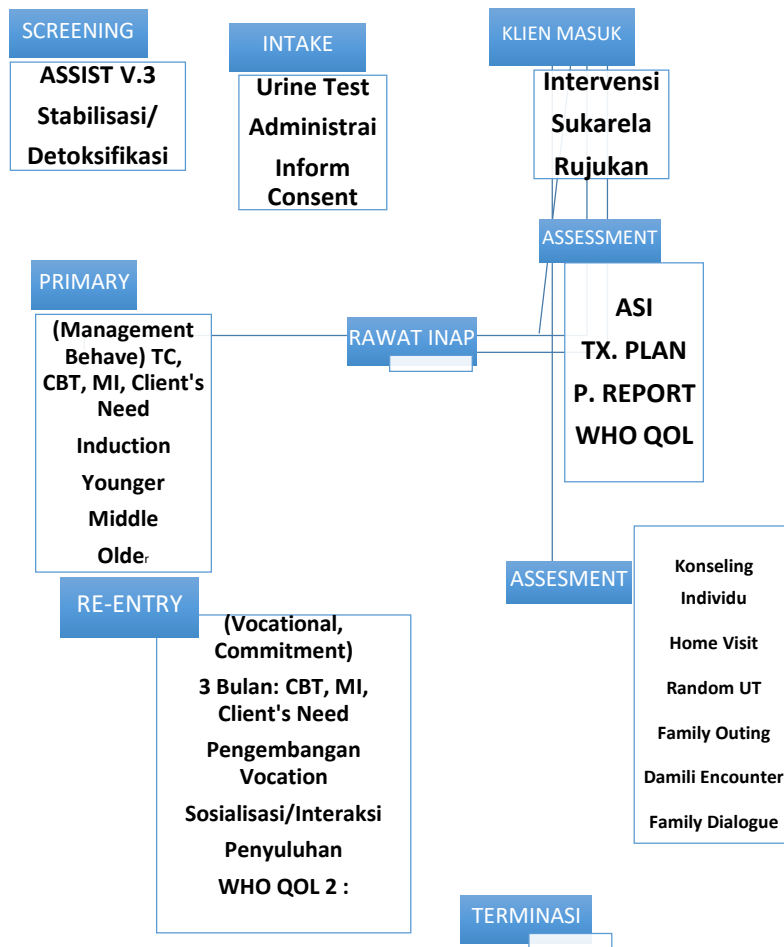 SCREENING
ASSIST V.3
Stabilisasi/
Detoksifikasi
INTAKE
Urine Test
Administrai
Inform
Consent
KLIEN MASUK
Intervensi
Sukarela
Rujukan
PRIMARY
(Management
Behave) TC,
CBT, MI, Client's
Need
Induction
Younger
Middle
Older
RAWAT INAP
ASSESSMENT
ASI
TX. PLAN
P. REPORT
WHO QOL
RE-ENTRY
(Vocational,
Commitment)
3 Bulan: CBT, MI,
Client's Need
Pengembangan
Vocation
Sosialisasi/Interaksi
Penyuluhan
WHO QOL 2 :
ASSESMENT
Konseling
Individu
Home Visit
Random UT
Family Outing
Damili Encounter
Family Dialogue
TERMINASI